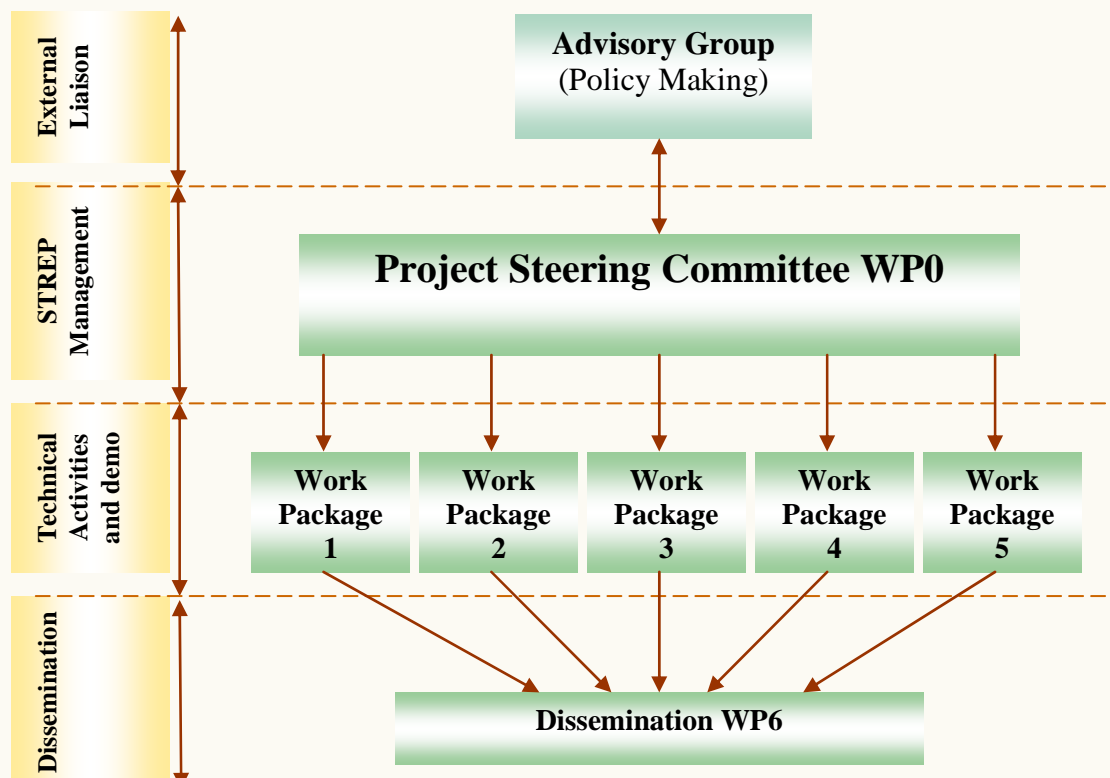 External
Liaison
Advisory Group
(Policy Making)
STREP
Management
Project Steering Committee WP0
Technical
Activities
and demo
Work
Package
1
Work
Package
2
Work
Package
3
Work
Package
4
Work
Package
5
Dissemination
Dissemination WP6